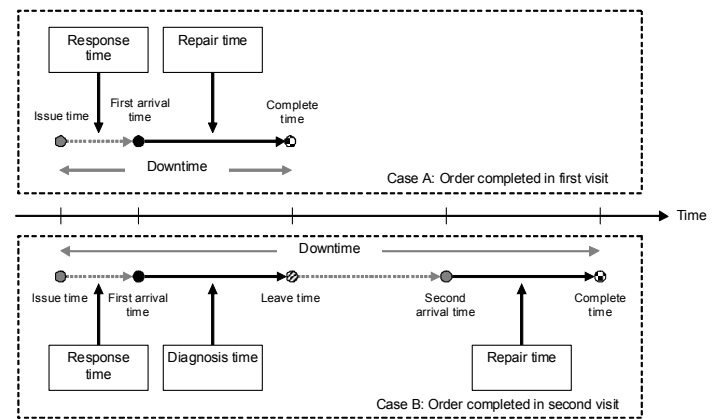 Response
time
Repair time
Issue time
First arrival
time
Complete
time
Downtime
Case A: Order completed in first visit
Time
Downtime
Issue time
First arrival
time
Leave time
Second
arrival time
Complete
time
Response
time
Diagnosis time
Repair time
Case B: Order completed in second visit